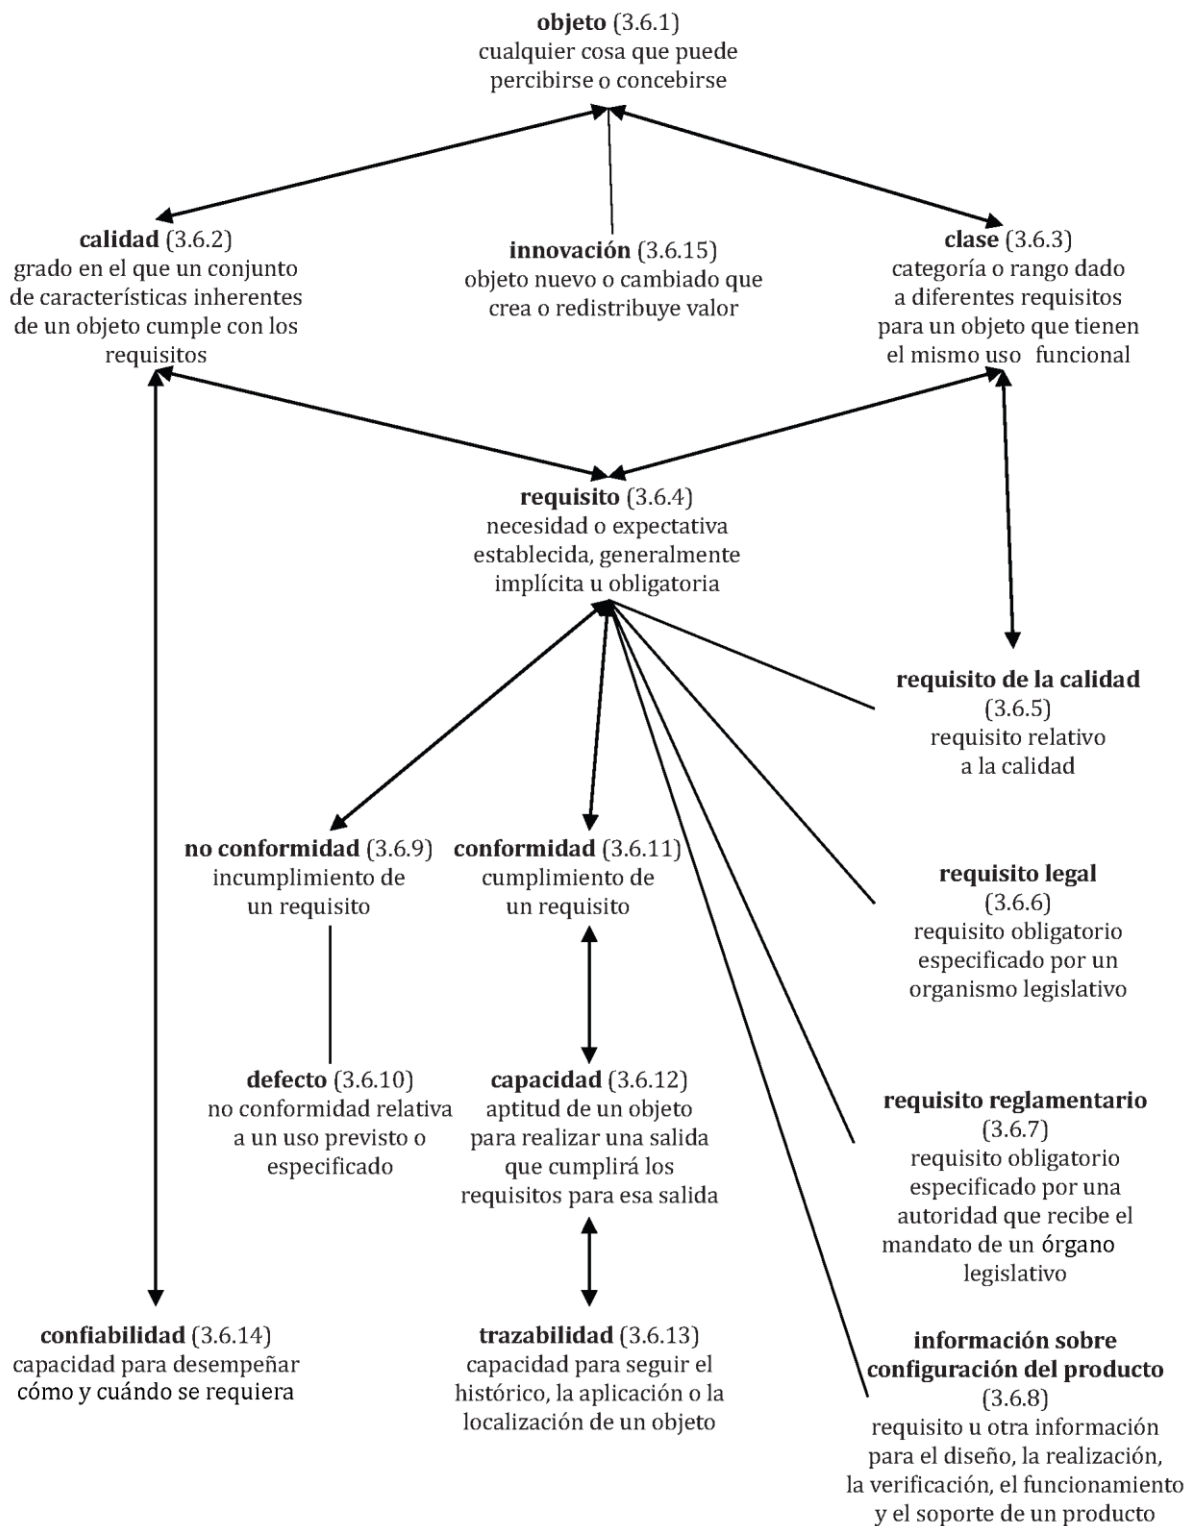 objeto (3.6.1)
cualquier cosa que puede
percibirse o concebirse
calidad (3.6.2)
grado en el que un conjunto
de características inherentes
de un objeto cumple con los
requisitos
innovación (3.6.15)
objeto nuevo o cambiado que
crea o redistribuye valor
clase (3.6.3)
categoría o rango dado
a diferentes requisitos
para un objeto que tienen
el mismo uso funcional
requisito (3.6.4)
necesidad o expectativa
establecida, generalmente
implícita u obligatoria
requisito de la calidad
(3.6.5)
requisito relativo
a la calidad
no conformidad (3.6.9)
incumplimiento de
un requisito
conformidad (3.6.11)
cumplimiento de
un requisito
requisito legal
(3.6.6)
requisito obligatorio
especificado por un
organismo legislativo
defecto (3.6.10)
no conformidad relativa
a un uso previsto o
especificado
capacidad (3.6.12)
aptitud de un objeto
para realizar una salida
que cumplirá los
requisitos para esa salida
requisito reglamentario
(3.6.7)
requisito obligatorio
especificado por una
autoridad que recibe el
mandato de un órgano
legislativo
confiabilidad (3.6.14)
capacidad para desempeñar
cómo y cuándo se requiera
trazabilidad (3.6.13)
capacidad para seguir el
histórico, la aplicación o la
localización de un objeto
información sobre
configuración del producto
(3.6.8)
requisito u otra información
para el diseño, la realización,
la verificación, el funcionamiento
y el soporte de un producto